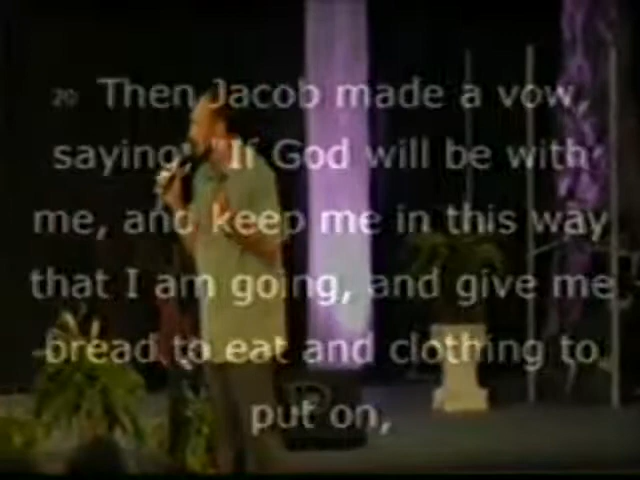 20 Then Jacob made a vow,
saying, "If God will be with
me, and keep me in this way
that I am going, and give me
bread to eat and clothing to
put on,